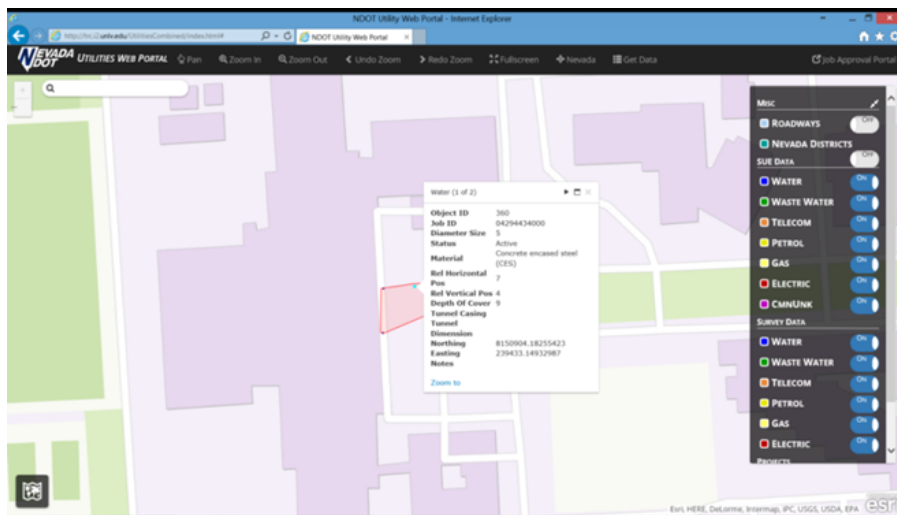 NDOT Utility Web Portal - Internet Explorer
NDOT Utility Web Portal
NEVADA DOT UTILITIES WEB PORTAL Pan Zoom In Zoom Out Undo Zoom Redo Zoom Fullscreen Nevada Get Data Job Approval Portal
MISC
ROADWAYS OFF
NEVADA DISTRICTS OFF
SUE DATA
WATER ON
WASTE WATER ON
TELECOM ON
PETROL ON
GAS ON
ELECTRIC ON
CMNUNK ON
SURVEY DATA
WATER ON
WASTE WATER ON
TELECOM ON
PETROL ON
GAS ON
ELECTRIC ON
PROJECTS
Water (1 of 2)
Object ID 360
Job ID 04294434000
Diameter Size 5
Status Active
Material Concrete encased steel (CES)
Rel Horizontal Pos 7
Rel Vertical Pos 4
Depth Of Cover 9
Tunnel Casing
Tunnel Dimension
Northing 8150904.18255423
Easting 239433.14932987
Notes
Zoom to
Esri, HERE, DeLorme, Intermap, iPC, USGS, USDA, EPA esri